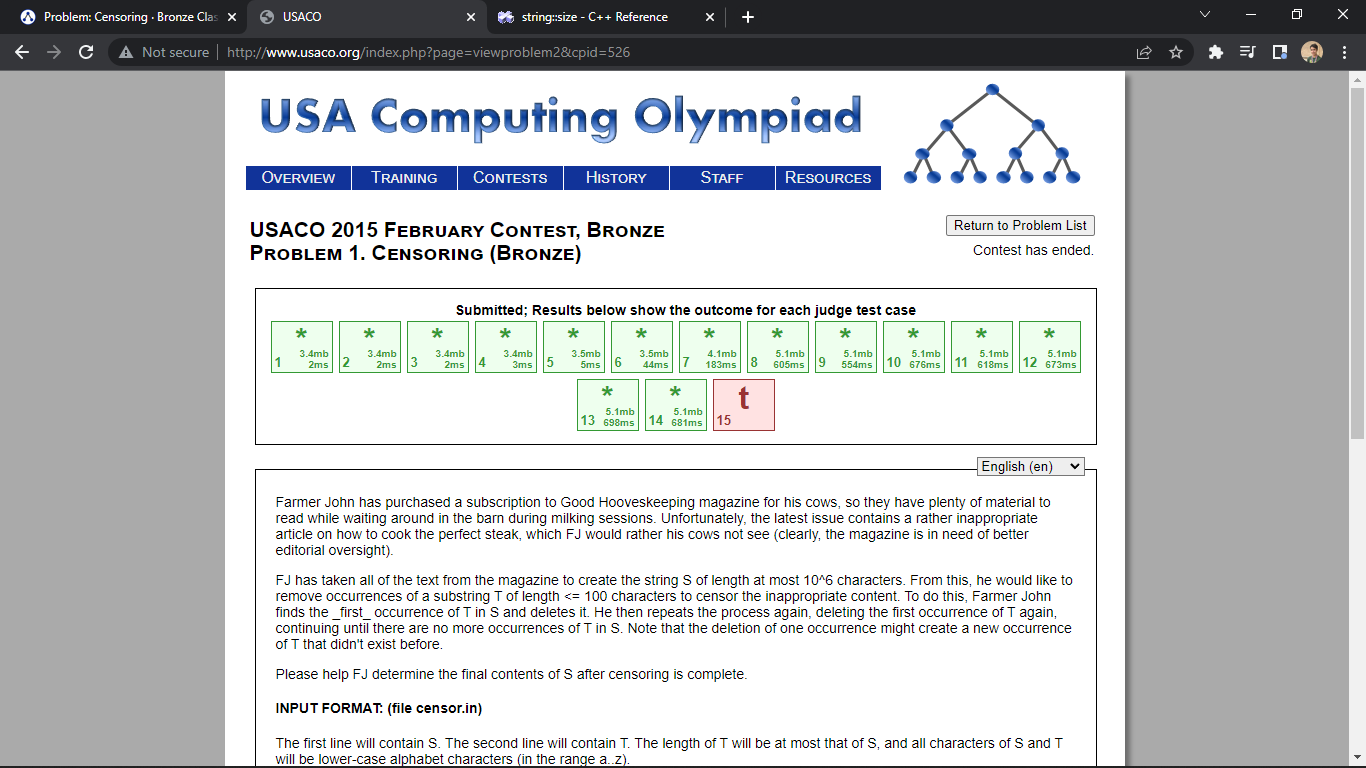 Problem: Censoring · Bronze Clas
USACO
string::size - C++ Reference
Not secure
http://www.usaco.org/index.php?page=viewproblem2&cpid=526
USA Computing Olympiad
OVERVIEW TRAINING CONTESTS HISTORY STAFF RESOURCES
USACO 2015 FEBRUARY CONTEST, BRONZE
PROBLEM 1. CENSORING (BRONZE)
Return to Problem List
Contest has ended.
Submitted; Results below show the outcome for each judge test case
* * * * * * * * * * * *
3.4mb 3.4mb 3.4mb 3.4mb 3.5mb 3.5mb 4.1mb 5.1mb 5.1mb 5.1mb 5.1mb 5.1mb
1 2ms 2 2ms 3 2ms 4 3ms 5 5ms 6 44ms 7 183ms 8 605ms 9 554ms 10 676ms 11 618ms 12 673ms
* * t
5.1mb 5.1mb
13 698ms 14 681ms 15
English (en)
Farmer John has purchased a subscription to Good Hooveskeeping magazine for his cows, so they have plenty of material to
read while waiting around in the barn during milking sessions. Unfortunately, the latest issue contains a rather inappropriate
article on how to cook the perfect steak, which FJ would rather his cows not see (clearly, the magazine is in need of better
editorial oversight).
FJ has taken all of the text from the magazine to create the string S of length at most 10^6 characters. From this, he would like to
remove occurrences of a substring T of length <= 100 characters to censor the inappropriate content. To do this, Farmer John
finds the _first_ occurrence of T in S and deletes it. He then repeats the process again, deleting the first occurrence of T again,
continuing until there are no more occurrences of T in S. Note that the deletion of one occurrence might create a new occurrence
of T that didn't exist before.
Please help FJ determine the final contents of S after censoring is complete.
INPUT FORMAT: (file censor.in)
The first line will contain S. The second line will contain T. The length of T will be at most that of S, and all characters of S and T
will be lower-case alphabet characters (in the range a..z).